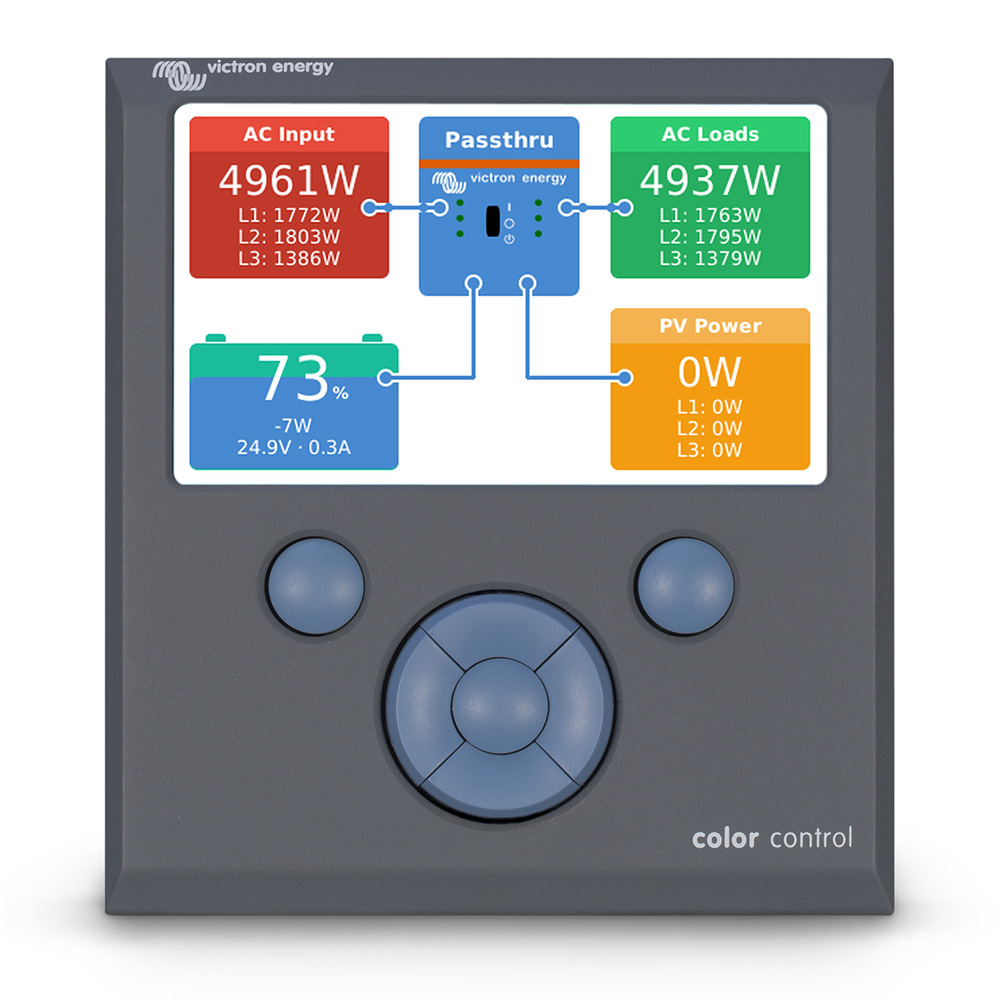 victron energy
AC Input
4961W
L1: 1772W
L2: 1803W
L3: 1386W
Passthru
victron energy
I
AC Loads
4937W
L1: 1763W
L2: 1795W
L3: 1379W
73%
-7W
24.9V · 0.3A
PV Power
0W
L1: 0W
L2: 0W
L3: 0W
color control